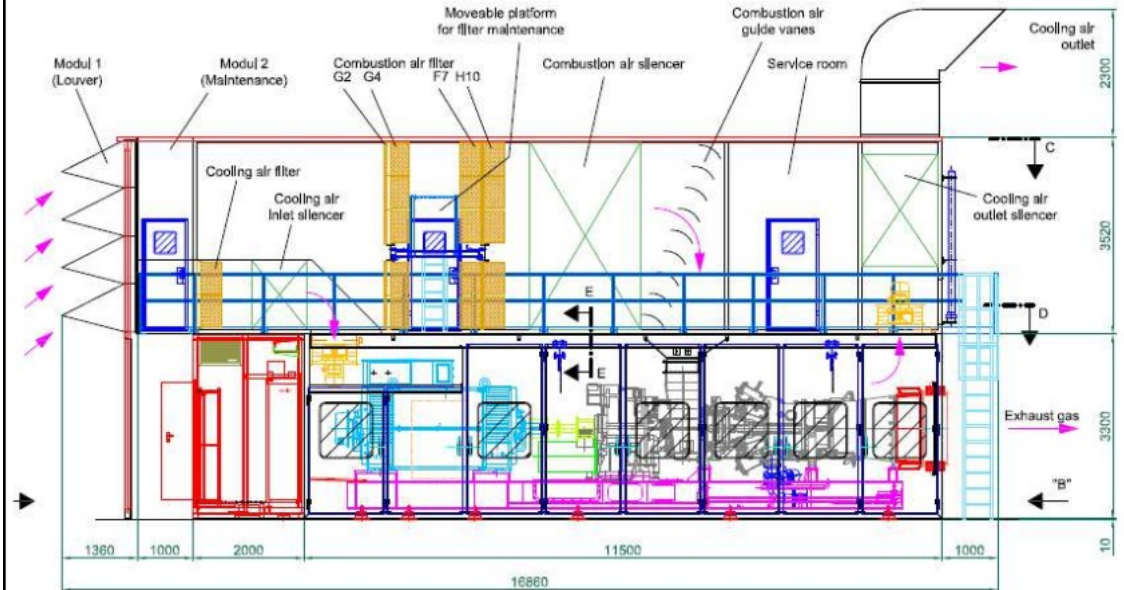 Moveable platform
for filter maintenance
Combustion air
guide vanes
Cooling air
outlet
Modul 1
(Louver)
Modul 2
(Maintenance)
Combustion air filter
G2 G4 F7 H10
Combustion air silencer
Service room
2300
C
Cooling air filter
Cooling air
inlet silencer
Cooling air
outlet silencer
3520
E
D
E
Exhaust gas
3300
"B"
1360
1000
2000
11500
1000
10
16860